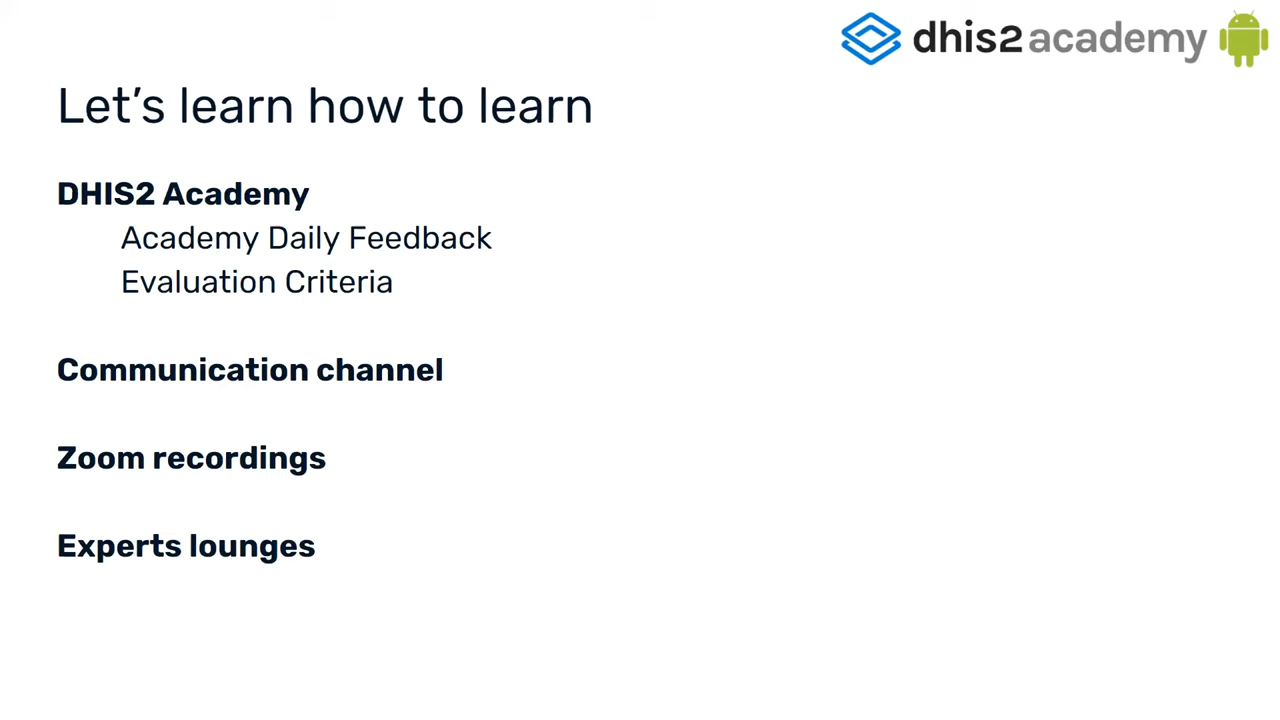 dhis2 academy
Let’s learn how to learn
DHIS2 Academy
Academy Daily Feedback
Evaluation Criteria
Communication channel
Zoom recordings
Experts lounges